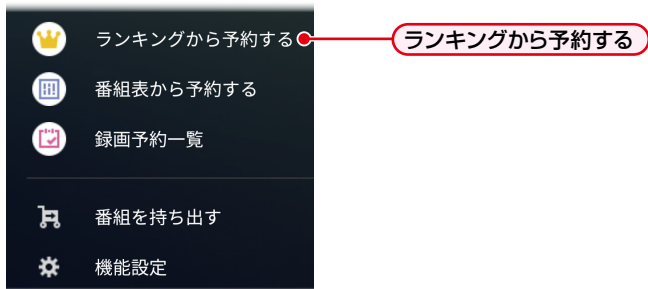 ランキングから予約する
ランキングから予約する
番組表から予約する
録画予約一覧
番組を持ち出す
機能設定